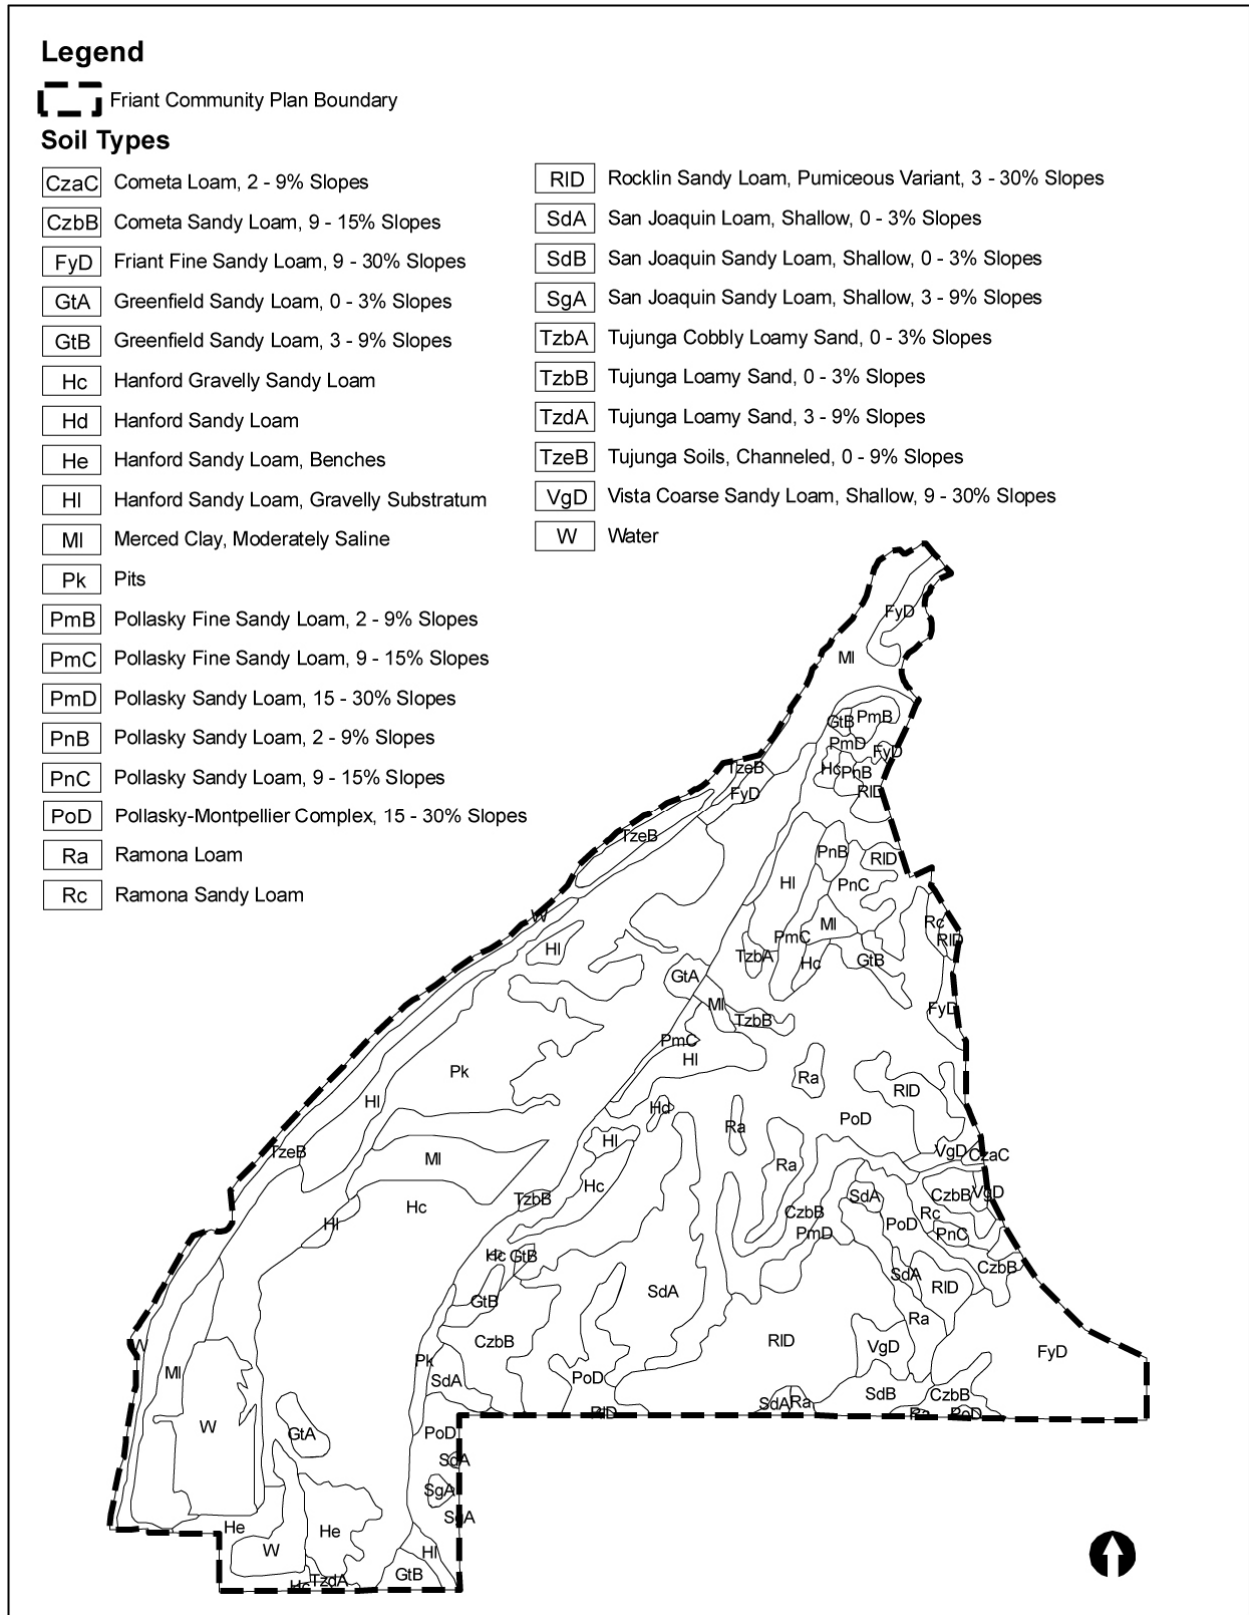 Legend
Friant Community Plan Boundary
Soil Types
CzaC Cometa Loam, 2 - 9% Slopes
CzbB Cometa Sandy Loam, 9 - 15% Slopes
FyD Friant Fine Sandy Loam, 9 - 30% Slopes
GtA Greenfield Sandy Loam, 0 - 3% Slopes
GtB Greenfield Sandy Loam, 3 - 9% Slopes
Hc Hanford Gravelly Sandy Loam
Hd Hanford Sandy Loam
He Hanford Sandy Loam, Benches
Hl Hanford Sandy Loam, Gravelly Substratum
Ml Merced Clay, Moderately Saline
Pk Pits
PmB Pollasky Fine Sandy Loam, 2 - 9% Slopes
PmC Pollasky Fine Sandy Loam, 9 - 15% Slopes
PmD Pollasky Sandy Loam, 15 - 30% Slopes
PnB Pollasky Sandy Loam, 2 - 9% Slopes
PnC Pollasky Sandy Loam, 9 - 15% Slopes
PoD Pollasky-Montpellier Complex, 15 - 30% Slopes
Ra Ramona Loam
Rc Ramona Sandy Loam
RlD Rocklin Sandy Loam, Pumiceous Variant, 3 - 30% Slopes
SdA San Joaquin Loam, Shallow, 0 - 3% Slopes
SdB San Joaquin Sandy Loam, Shallow, 0 - 3% Slopes
SgA San Joaquin Sandy Loam, Shallow, 3 - 9% Slopes
TzbA Tujunga Cobbly Loamy Sand, 0 - 3% Slopes
TzbB Tujunga Loamy Sand, 0 - 3% Slopes
TzdA Tujunga Loamy Sand, 3 - 9% Slopes
TzeB Tujunga Soils, Channeled, 0 - 9% Slopes
VgD Vista Coarse Sandy Loam, Shallow, 9 - 30% Slopes
W Water
FyD
Ml
GtB PmB
PmD FyD
TzeB Hc PnB
FyD RlD
TzeB
PnB RlD
Hl PnC
W Ml Rc
Hl PmC RlD
TzbA Hc GtB
GtA
Ml FyD
TzbB
PmC
Hl
Pk Ra
RlD
Hl Hd PoD
Ra
Hl
TzeB VgD CzaC
Ml Ra
Hc
TzbB SdA CzbB VgD
Hc CzbB Rc
Hl PoD
PmD PnC
Hc GtB
CzbB
SdA RlD
SdA
GtB
Ra
CzbB RlD VgD FyD
W
Pk
Ml SdA PoD
SdB CzbB
SdA Ra
RlD PoD
W GtA PoD
SdA
SgA
He He
W Hl
GtB
Hc TzdA